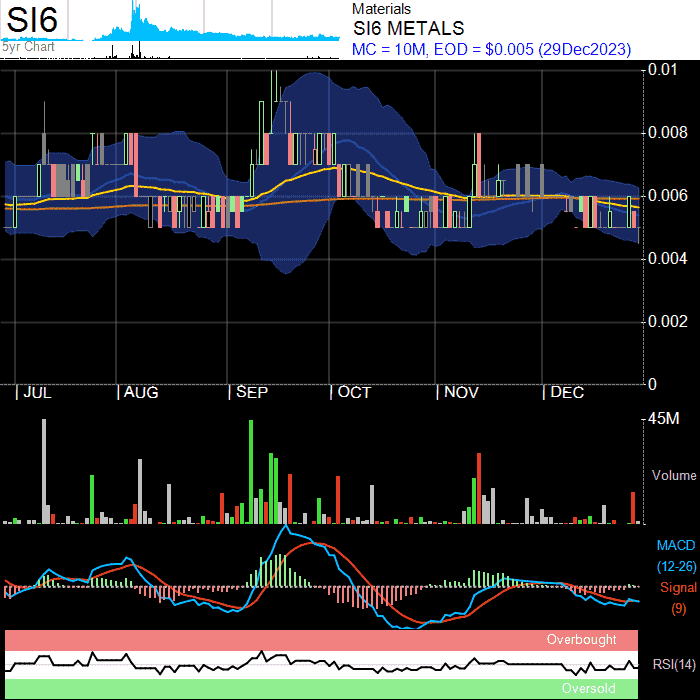 SI6
5yr Chart
Materials
SI6 METALS
MC = 10M, EOD = $0.005 (29Dec2023)
0.01
0.008
0.006
0.004
0.002
0
| JUL | AUG | SEP | OCT | NOV | DEC
45M
Volume
MACD
(12-26)
Signal
(9)
Overbought
RSI(14)
Oversold